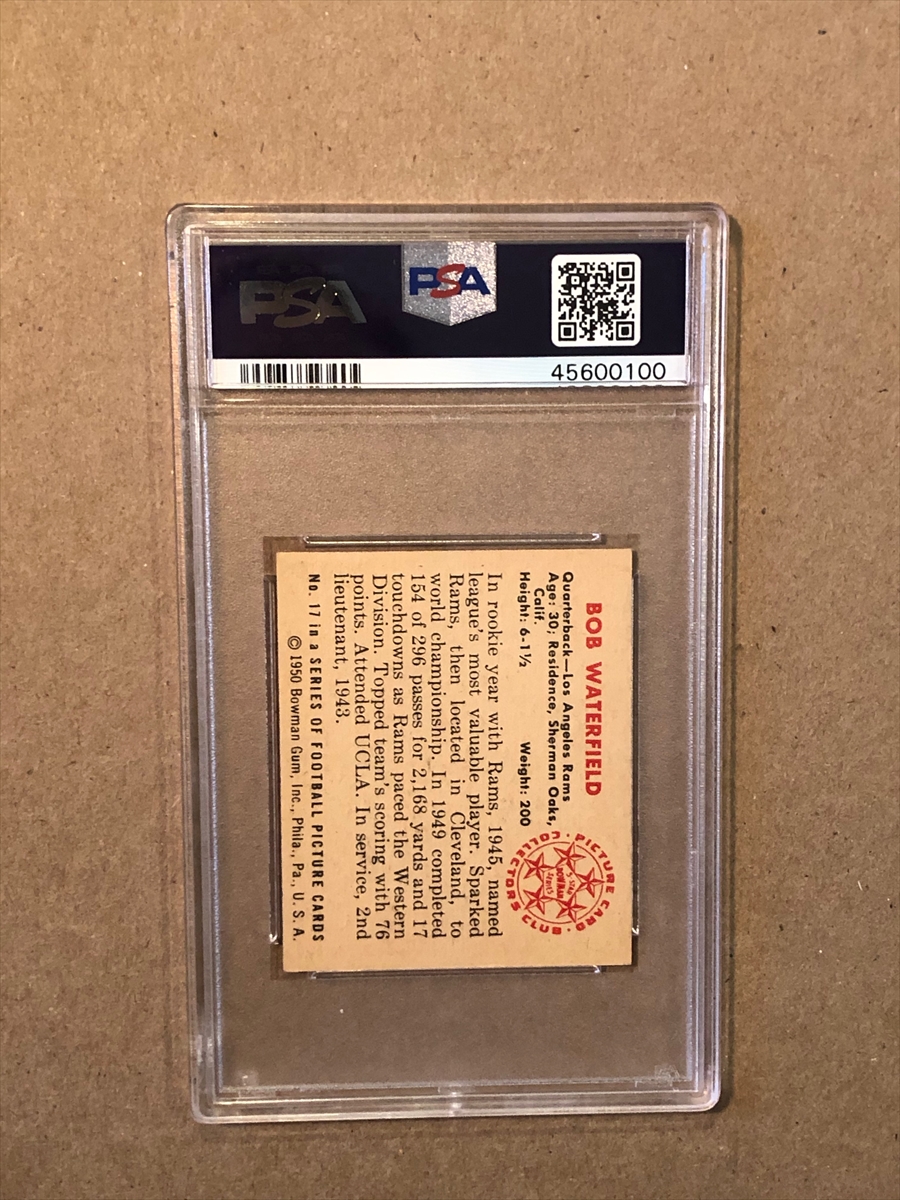 PSA
PSA
45600100
BOB WATERFIELD
Quarterback—Los Angeles Rams
Age: 30; Residence, Sherman Oaks,
Calif.
Height: 6-1½ Weight: 200
PICTURE CARD COLLECTORS CLUB
5 STAR
BOWMAN
SERIES
In rookie year with Rams, 1945, named
league's most valuable player. Sparked
Rams, then located in Cleveland, to
world championship. In 1949 completed
154 of 296 passes for 2,168 yards and 17
touchdowns as Rams paced the Western
Division. Topped team's scoring with 76
points. Attended UCLA. In service, 2nd
lieutenant, 1943.
No. 17 in a SERIES OF FOOTBALL PICTURE CARDS
© 1950 Bowman Gum, Inc., Phila., Pa., U. S. A.